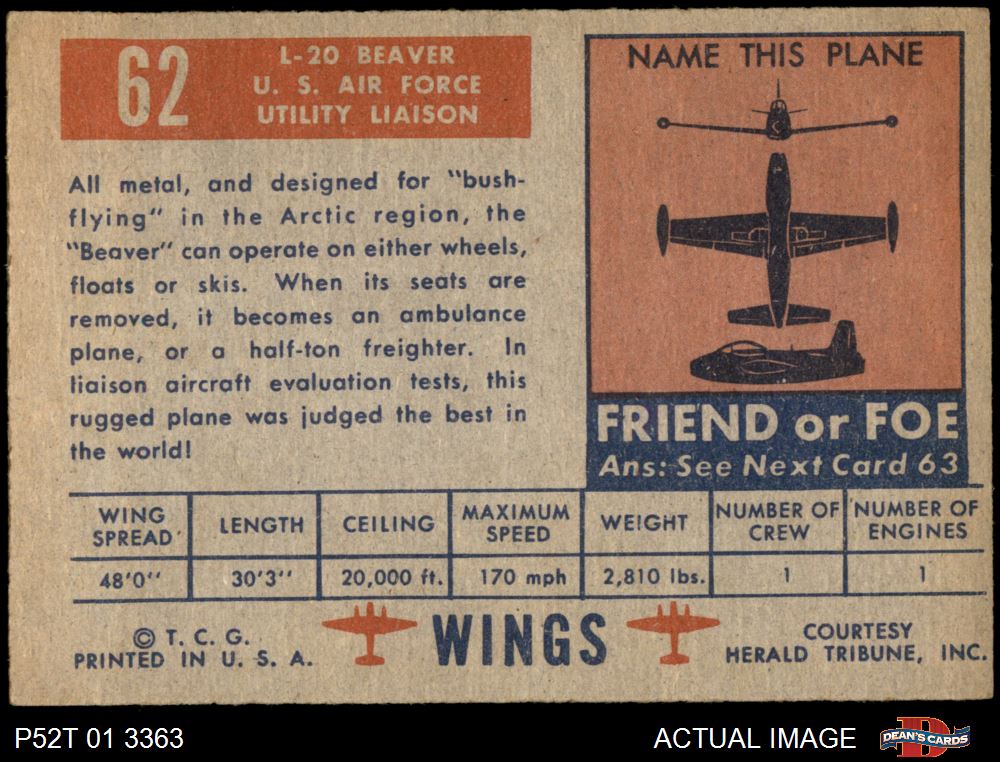 62
L-20 BEAVER
U. S. AIR FORCE
UTILITY LIAISON
All metal, and designed for "bush-
flying" in the Arctic region, the
"Beaver" can operate on either wheels,
floats or skis. When its seats are
removed, it becomes an ambulance
plane, or a half-ton freighter. In
liaison aircraft evaluation tests, this
rugged plane was judged the best in
the world!
NAME THIS PLANE
FRIEND or FOE
Ans: See Next Card 63
WING SPREAD LENGTH CEILING MAXIMUM SPEED WEIGHT NUMBER OF CREW NUMBER OF ENGINES
48'0" 30'3" 20,000 ft. 170 mph 2,810 lbs. 1 1
© T. C. G.
PRINTED IN U. S. A.
WINGS
COURTESY
HERALD TRIBUNE, INC.
P52T 01 3363
ACTUAL IMAGE
D
DEAN'S CARDS